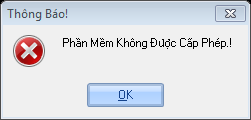 Thông Báo!
Phần Mềm Không Được Cấp Phép.!
OK